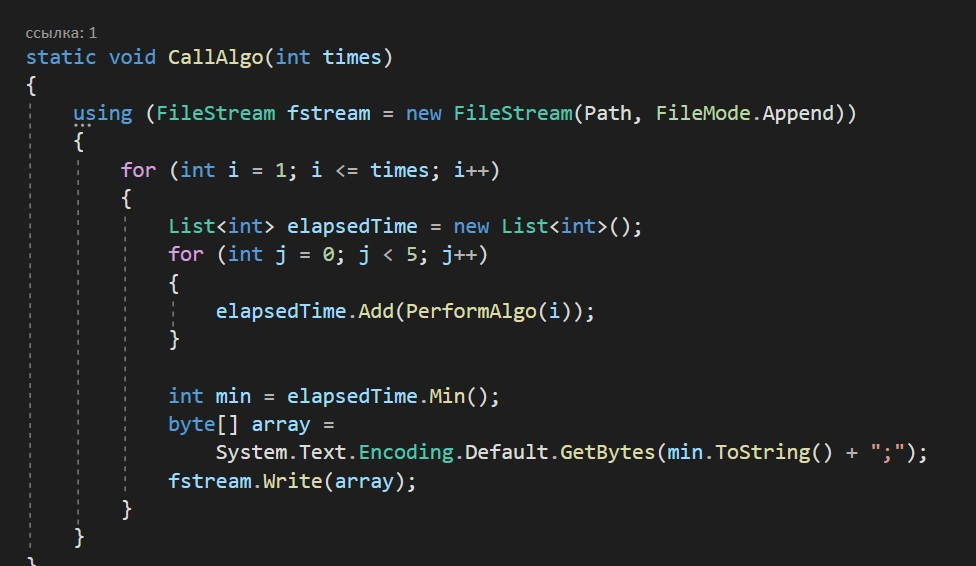 ссылка: 1
static void CallAlgo(int times)
{
using (FileStream fstream = new FileStream(Path, FileMode.Append))
{
for (int i = 1; i <= times; i++)
{
List<int> elapsedTime = new List<int>();
for (int j = 0; j < 5; j++)
{
elapsedTime.Add(PerformAlgo(i));
}
int min = elapsedTime.Min();
byte[] array =
System.Text.Encoding.Default.GetBytes(min.ToString() + ";");
fstream.Write(array);
}
}
}